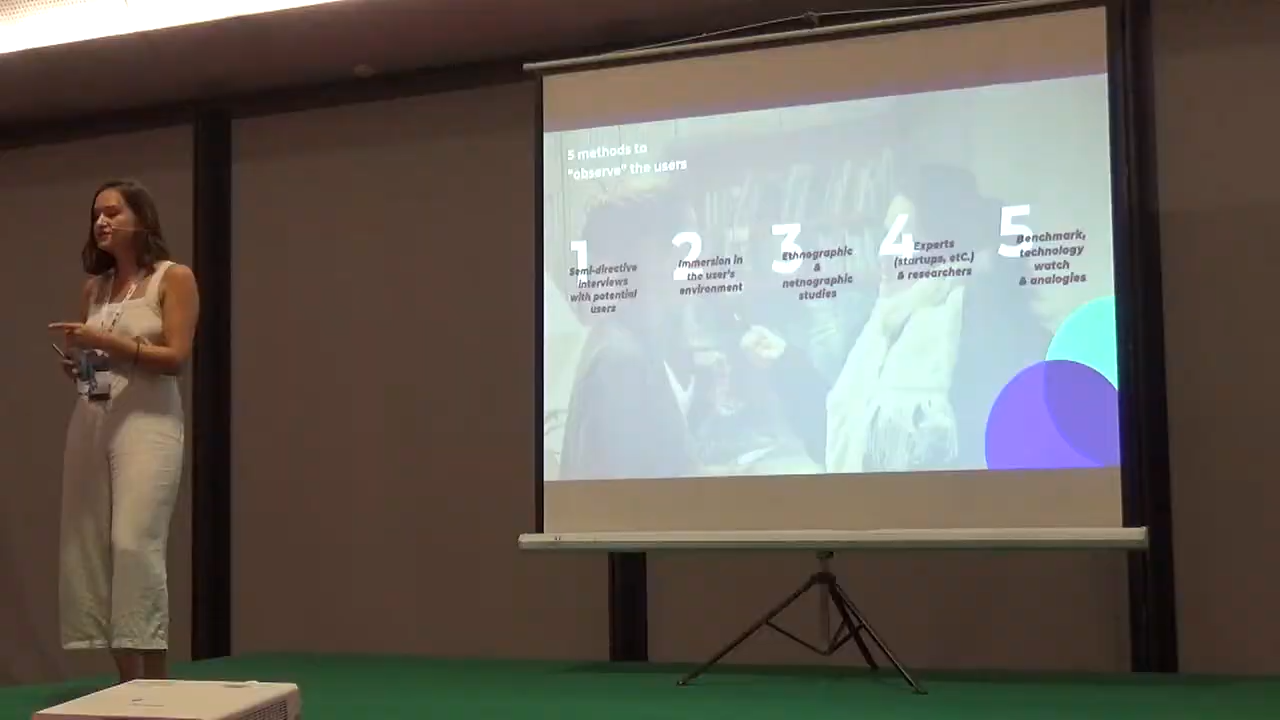 5 methods to
"observe" the users
1
Semi-directive
interviews
with potential
users
2
Immersion in
the user's
environment
3
Ethnographic
&
netnographic
studies
4
Experts
(startups, etC.)
& researchers
5
Benchmark,
technology
watch
& analogies